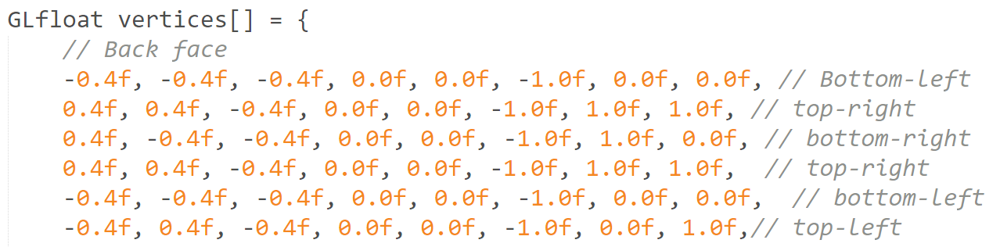 GLfloat vertices[] = {
// Back face
-0.4f, -0.4f, -0.4f, 0.0f, 0.0f, -1.0f, 0.0f, 0.0f, // Bottom-left
0.4f, 0.4f, -0.4f, 0.0f, 0.0f, -1.0f, 1.0f, 1.0f, // top-right
0.4f, -0.4f, -0.4f, 0.0f, 0.0f, -1.0f, 1.0f, 0.0f, // bottom-right
0.4f, 0.4f, -0.4f, 0.0f, 0.0f, -1.0f, 1.0f, 1.0f,  // top-right
-0.4f, -0.4f, -0.4f, 0.0f, 0.0f, -1.0f, 0.0f, 0.0f,  // bottom-left
-0.4f, 0.4f, -0.4f, 0.0f, 0.0f, -1.0f, 0.0f, 1.0f,// top-left